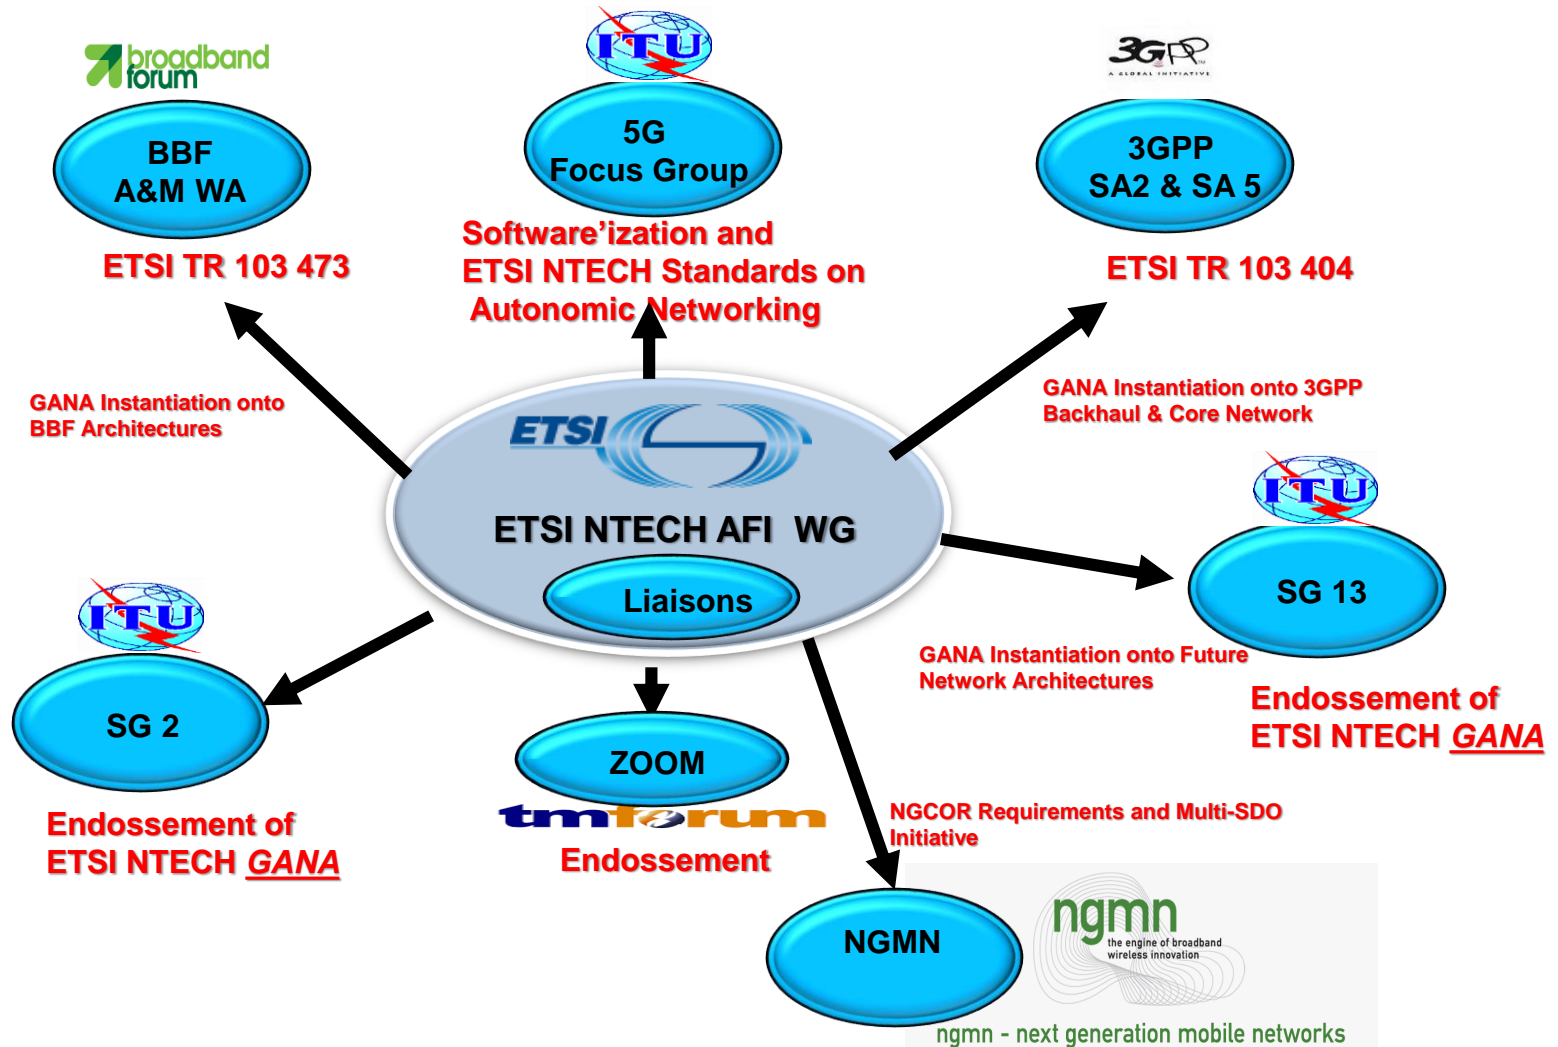 broadband
forum
BBF
A&M WA
ETSI TR 103 473
ITU
5G
Focus Group
Software’ization and
ETSI NTECH Standards on
Autonomic Networking
3GPP
A GLOBAL INITIATIVE
3GPP
SA2 & SA 5
ETSI TR 103 404
GANA Instantiation onto
BBF Architectures
GANA Instantiation onto 3GPP
Backhaul & Core Network
ETSI
ETSI NTECH AFI WG
Liaisons
ITU
SG 13
GANA Instantiation onto Future
Network Architectures
Endossement of
ETSI NTECH GANA
ITU
SG 2
Endossement of
ETSI NTECH GANA
ZOOM
tmforum
Endossement
NGCOR Requirements and Multi-SDO
Initiative
NGMN
ngmn
the engine of broadband
wireless innovation
ngmn - next generation mobile networks